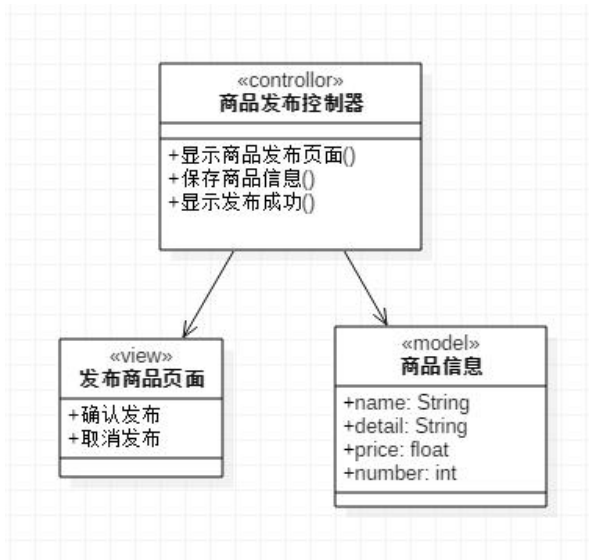 «controllor»
商品发布控制器
+显示商品发布页面()
+保存商品信息()
+显示发布成功()
«view»
发布商品页面
+确认发布
+取消发布
«model»
商品信息
+name: String
+detail: String
+price: float
+number: int